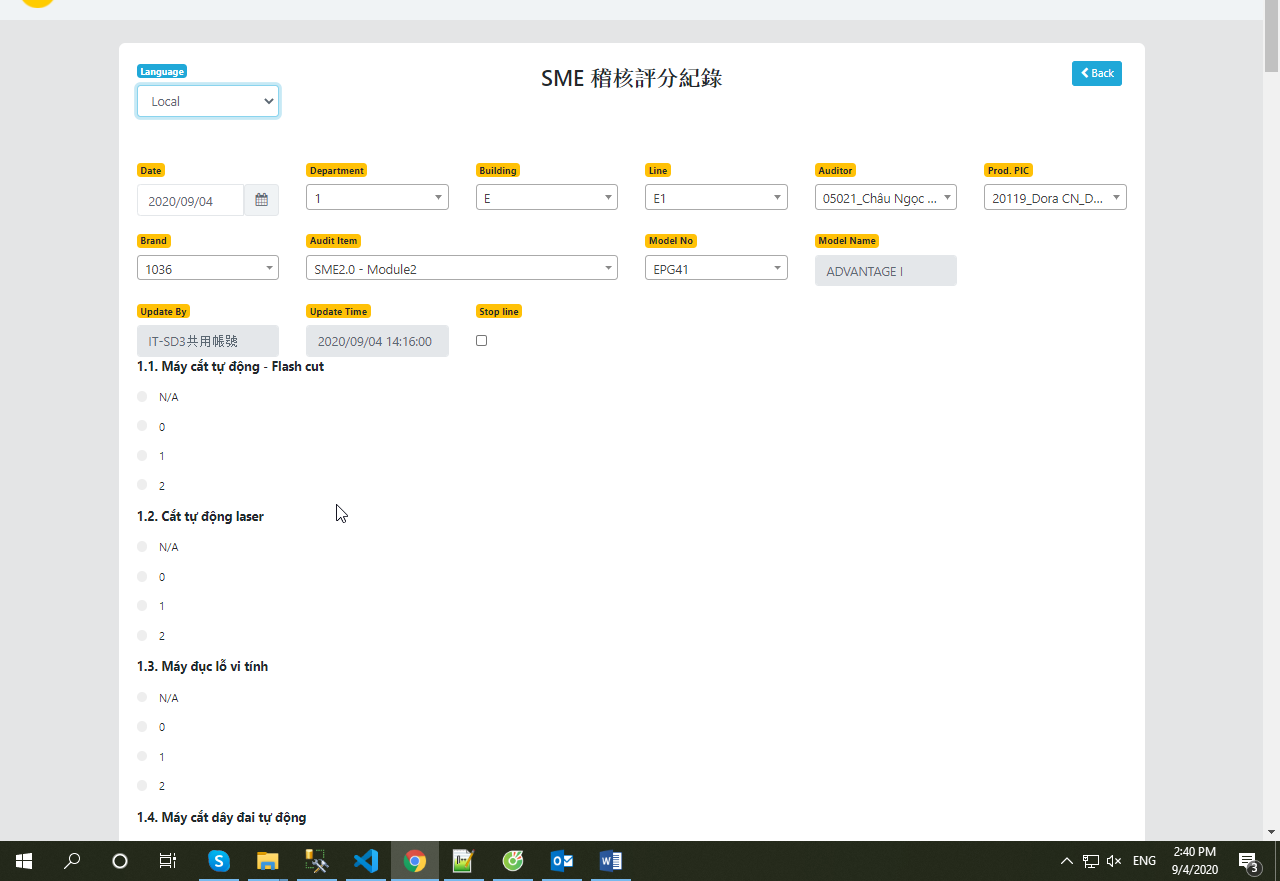 Language
SME 稽核評分紀錄
Back
Local
Date
Department
Building
Line
Auditor
Prod. PIC
2020/09/04
1
E
E1
05021_Châu Ngọc ...
20119_Dora CN_D...
Brand
Audit Item
Model No
Model Name
1036
SME2.0 - Module2
EPG41
ADVANTAGE I
Update By
Update Time
Stop line
IT-SD3共用帳號
2020/09/04 14:16:00
1.1. Máy cắt tự động - Flash cut
N/A
0
1
2
1.2. Cắt tự động laser
N/A
0
1
2
1.3. Máy đục lỗ vi tính
N/A
0
1
2
1.4. Máy cắt dây đai tự động
ENG
2:40 PM
9/4/2020
3